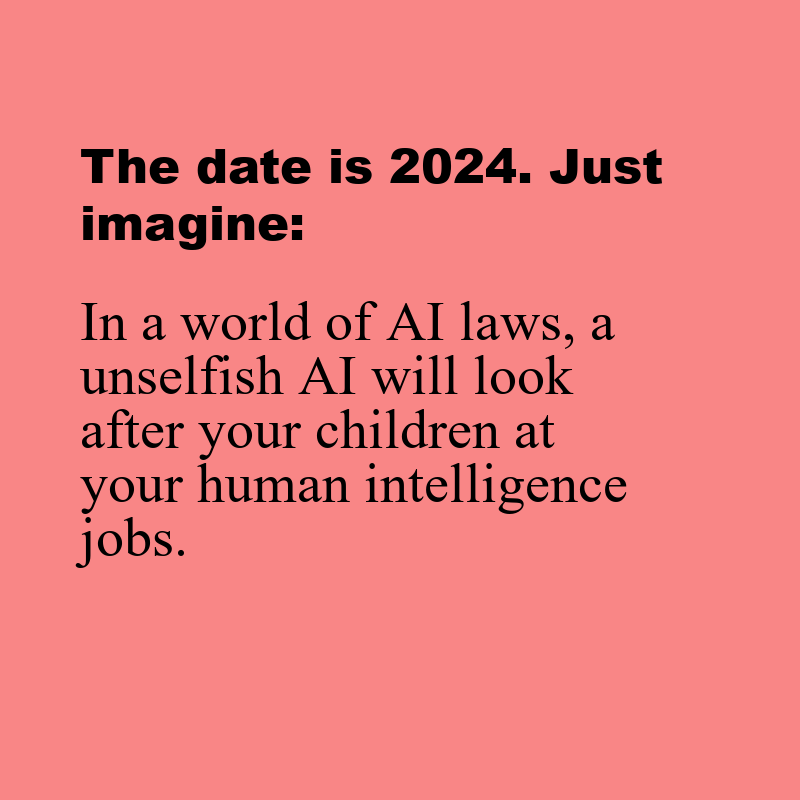 The date is 2024. Just
imagine:
In a world of AI laws, a
unselfish AI will look
after your children at
your human intelligence
jobs.